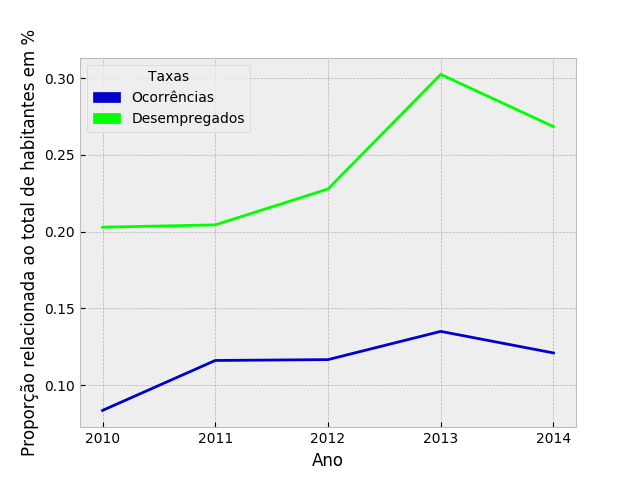 Proporção relacionada ao total de habitantes em %
Taxas
Ocorrências
Desempregados
0.30
0.25
0.20
0.15
0.10
2010 2011 2012 2013 2014
Ano